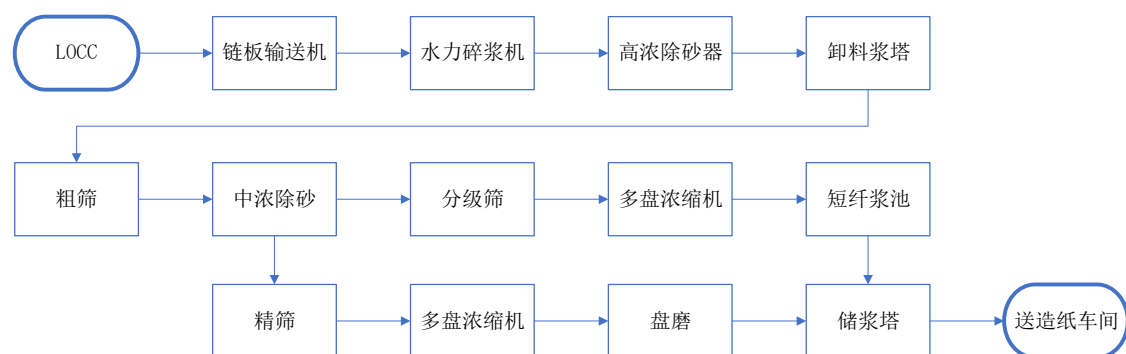 LOCC
链板输送机
水力碎浆机
高浓除砂器
卸料浆塔
粗筛
中浓除砂
分级筛
多盘浓缩机
短纤浆池
精筛
多盘浓缩机
盘磨
储浆塔
送造纸车间